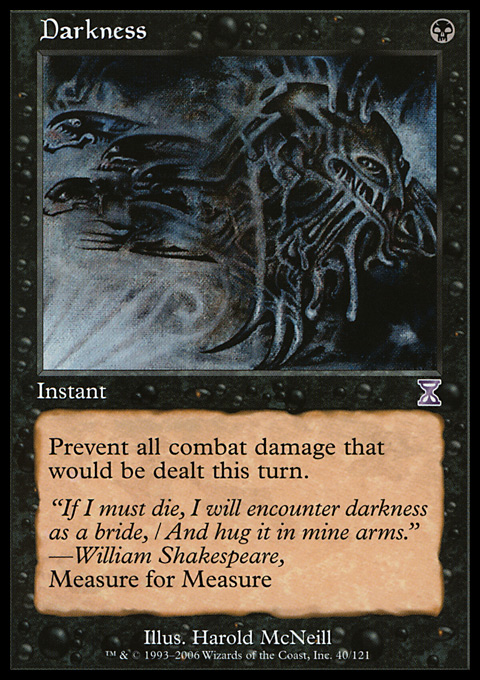 Darkness
Instant
Prevent all combat damage that
would be dealt this turn.
“If I must die, I will encounter darkness
as a bride, / And hug it in mine arms.”
—William Shakespeare,
Measure for Measure
Illus. Harold McNeill
™ & © 1993–2006 Wizards of the Coast, Inc. 40/121